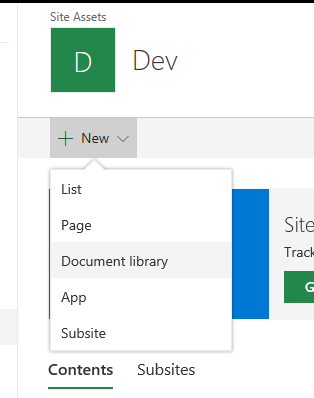 Site Assets
D
Dev
+ New
List
Page
Document library
App
Subsite
Site
Track
G
Contents
Subsites